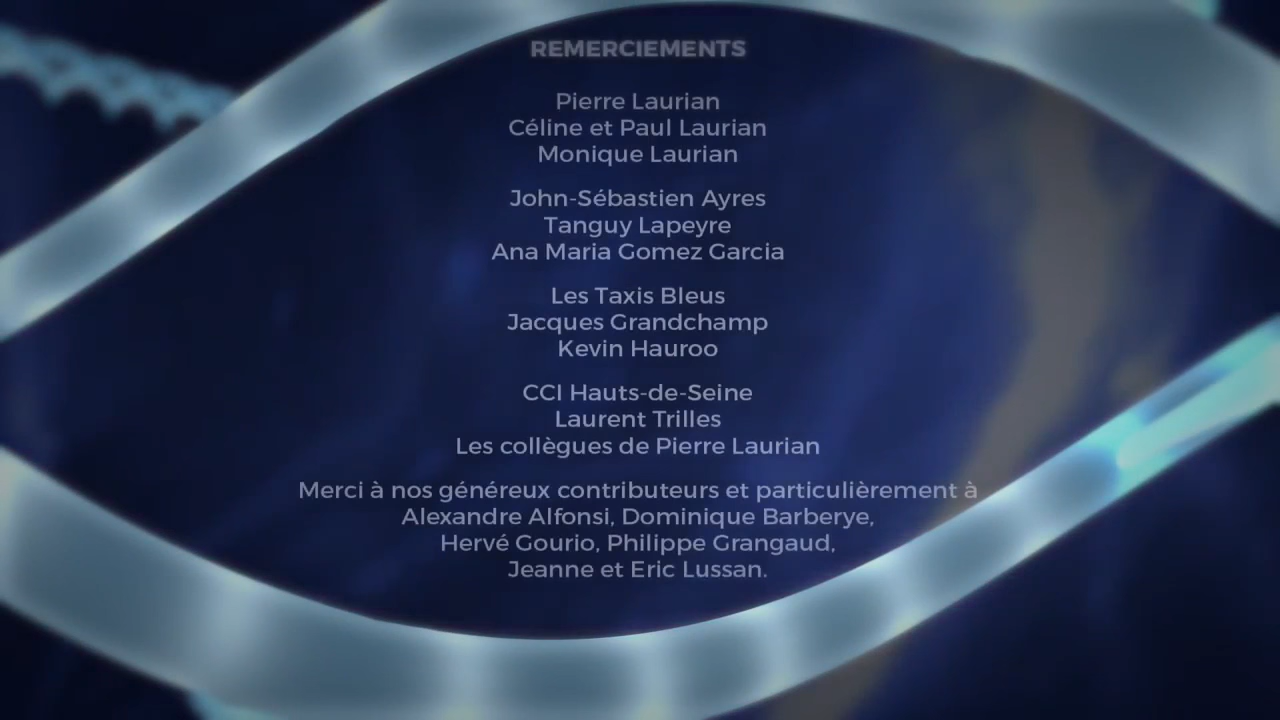 REMERCIEMENTS
Pierre Laurian
Céline et Paul Laurian
Monique Laurian
John-Sébastien Ayres
Tanguy Lapeyre
Ana Maria Gomez Garcia
Les Taxis Bleus
Jacques Grandchamp
Kevin Hauroo
CCI Hauts-de-Seine
Laurent Trilles
Les collègues de Pierre Laurian
Merci à nos généreux contributeurs et particulièrement à
Alexandre Alfonsi, Dominique Barberye,
Hervé Gourio, Philippe Grangaud,
Jeanne et Eric Lussan.